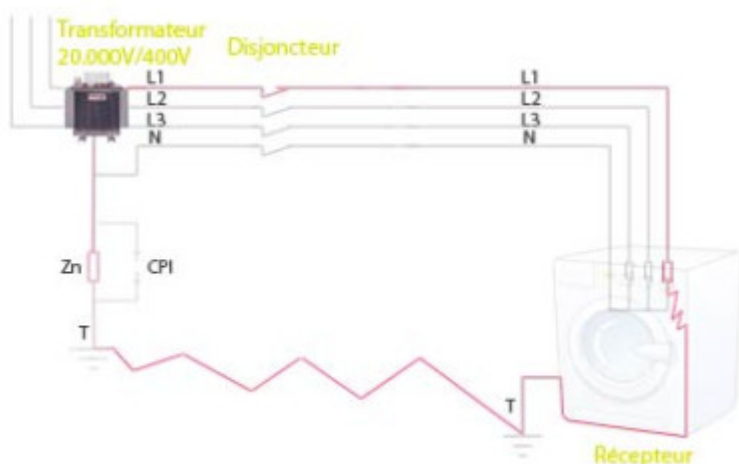 Transformateur
20.000V/400V
Disjoncteur
L1
L1
L2
L2
L3
L3
N
N
Zn
CPI
T
T
Récepteur